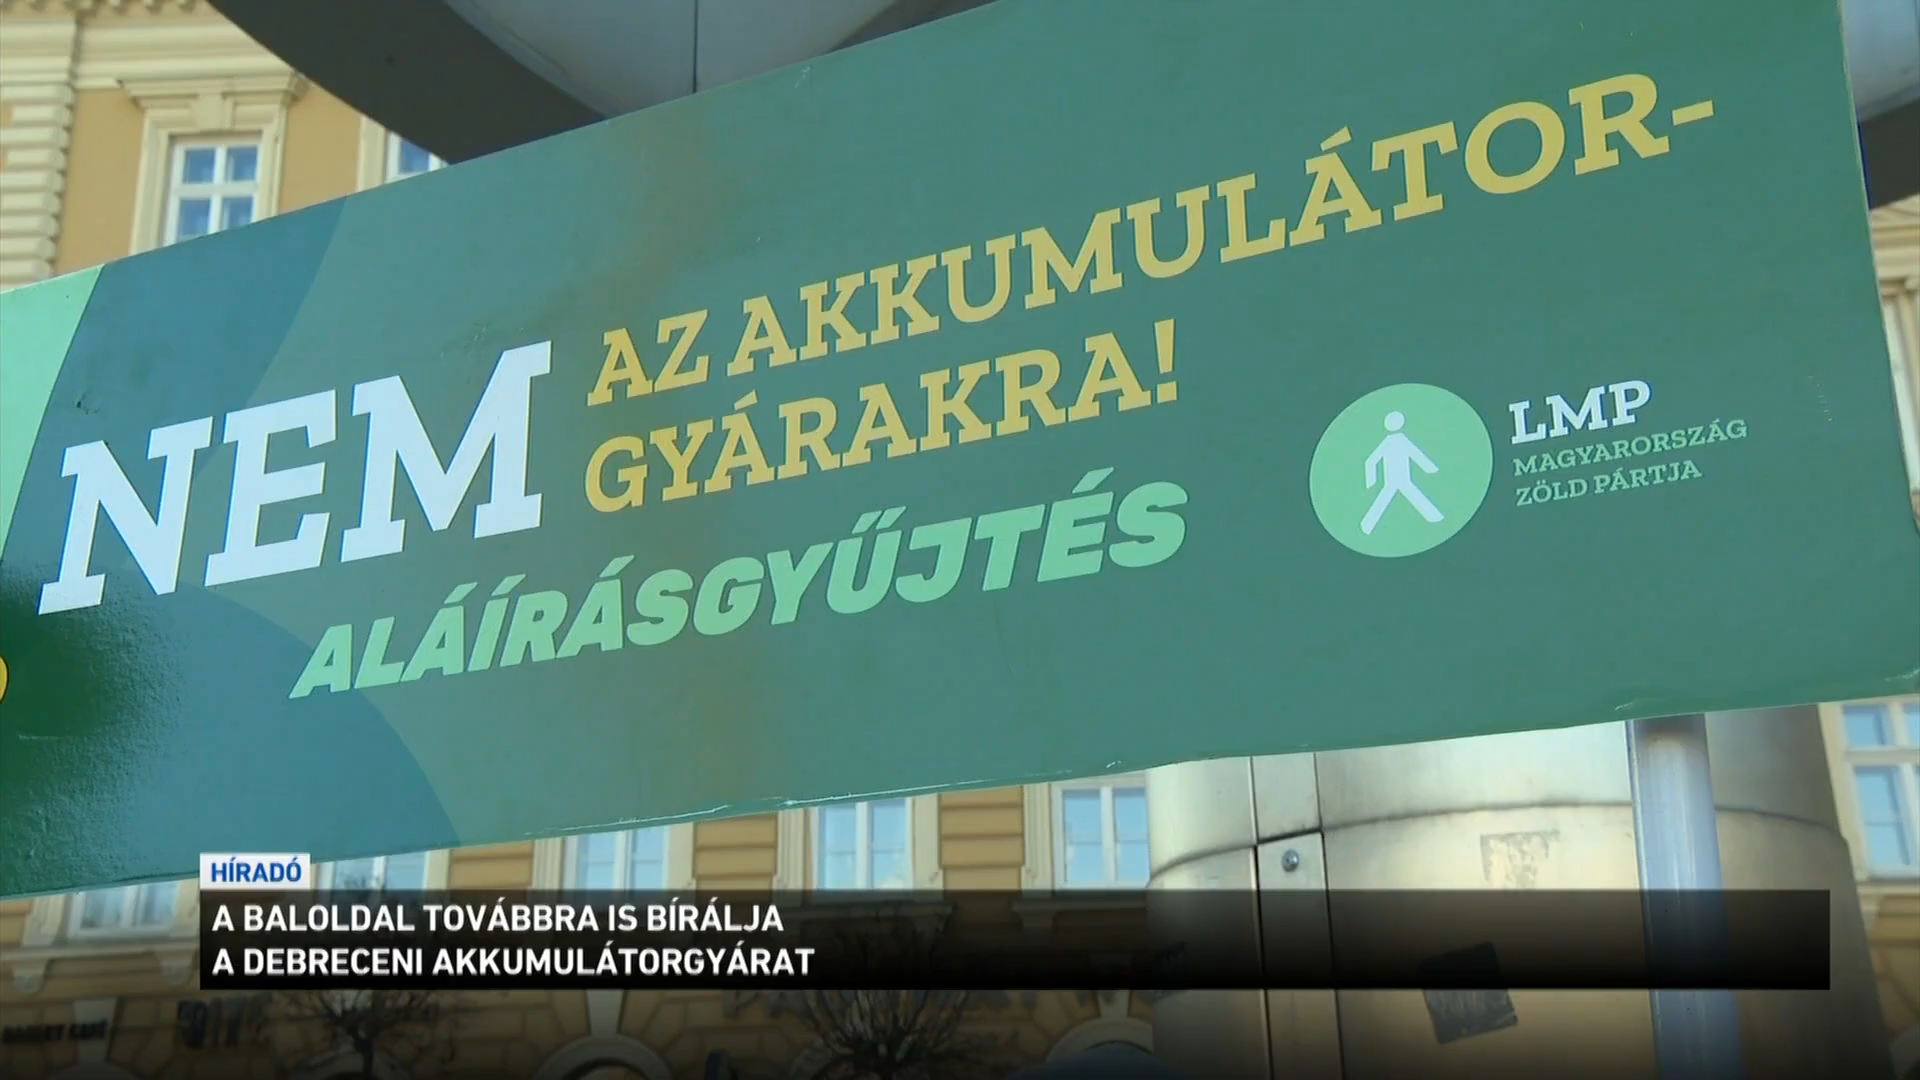 NEM
AZ AKKUMULÁTOR-
GYÁRAKRA!
ALÁÍRÁSGYŰJTÉS
LMP
MAGYARORSZÁG
ZÖLD PÁRTJA
HÍRADÓ
A BALOLDAL TOVÁBBRA IS BÍRÁLJA
A DEBRECENI AKKUMULÁTORGYÁRAT